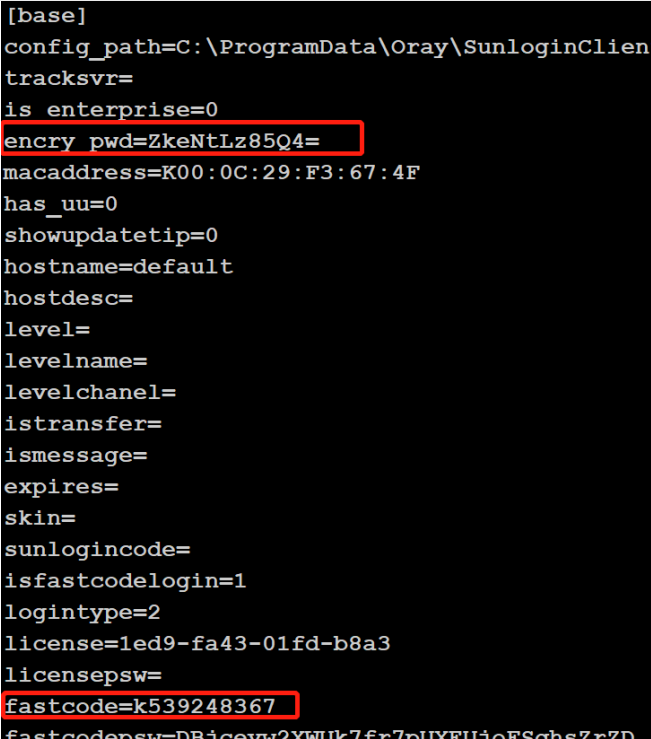 [base]
config_path=C:\ProgramData\Oray\SunloginClien
tracksvr=
is_enterprise=0
encry_pwd=ZkeNtLz85Q4=
macaddress=K00:0C:29:F3:67:4F
has_uu=0
showupdatetip=0
hostname=default
hostdesc=
level=
levelname=
levelchanel=
istransfer=
ismessage=
expires=
skin=
sunlogincode=
isfastcodelogin=1
logintype=2
license=1ed9-fa43-01fd-b8a3
licensepsw=
fastcode=k539248367